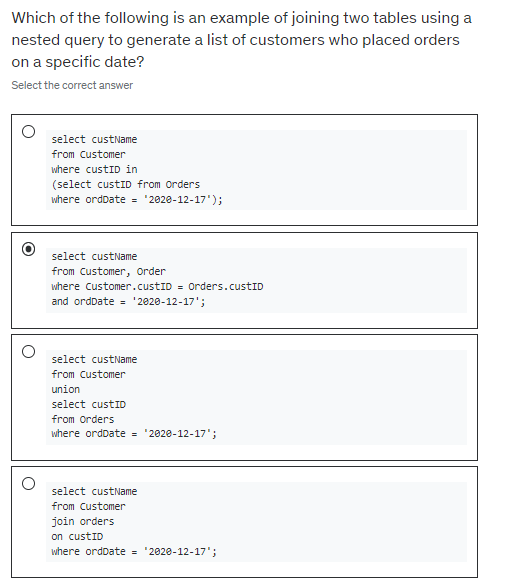 Which of the following is an example of joining two tables using a
nested query to generate a list of customers who placed orders
on a specific date?
Select the correct answer
select custName
from Customer
where custID in
(select custID from Orders
where ordDate = '2020-12-17');
select custName
from Customer, Order
where Customer.custID = Orders.custID
and ordDate = '2020-12-17';
select custName
from Customer
union
select custID
from Orders
where ordDate = '2020-12-17';
select custName
from Customer
join orders
on custID
where ordDate = '2020-12-17';